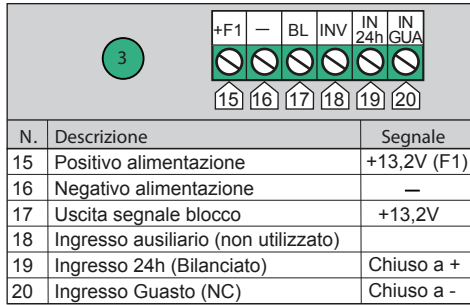 3
+F1 — BL INV IN 24h IN GUA
15 16 17 18 19 20
N. Descrizione Segnale
15 Positivo alimentazione +13,2V (F1)
16 Negativo alimentazione —
17 Uscita segnale blocco +13,2V
18 Ingresso ausiliario (non utilizzato)
19 Ingresso 24h (Bilanciato) Chiuso a +
20 Ingresso Guasto (NC) Chiuso a -